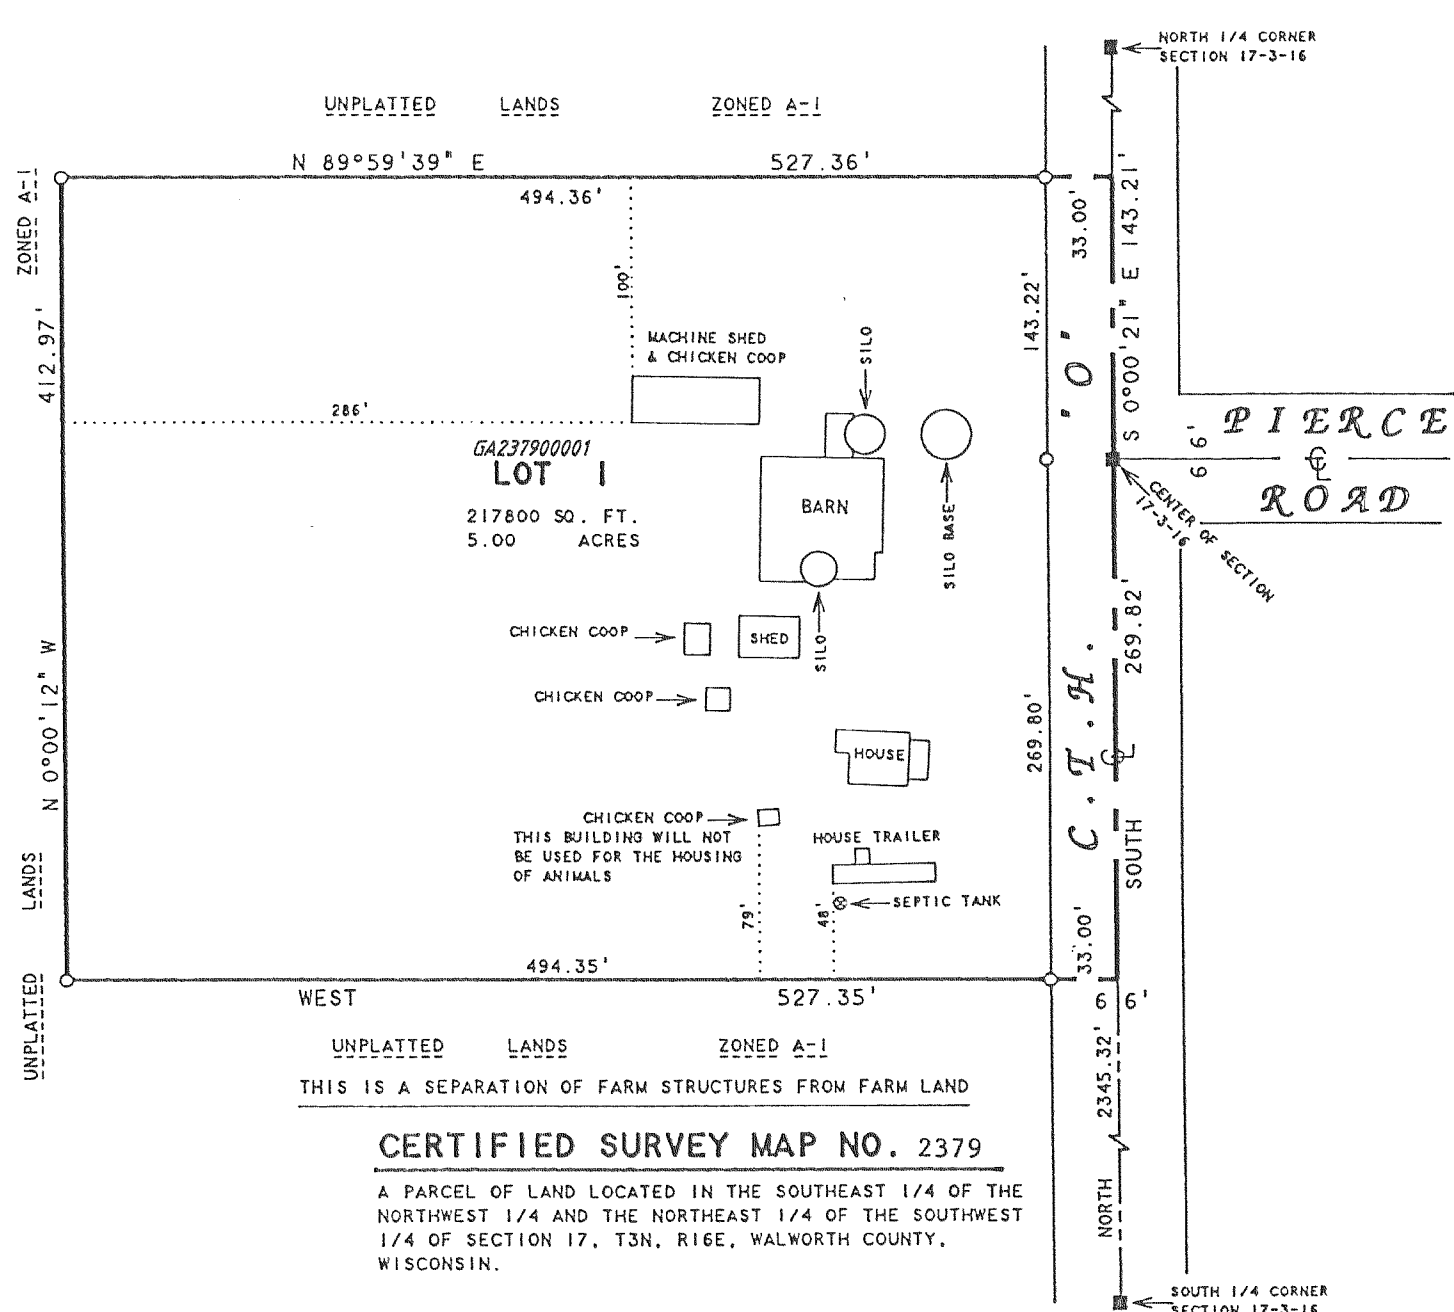 NORTH 1/4 CORNER
SECTION 17-3-16
UNPLATTED LANDS ZONED A-1
N 89°59'39" E 527.36'
494.36'
ZONED A-1
412.97'
N 0°00'12" W
LANDS
UNPLATTED
100'
286'
MACHINE SHED
& CHICKEN COOP
SILO
GA237900001
LOT 1
217800 SQ. FT.
5.00 ACRES
BARN
SILO BASE
SILO
CHICKEN COOP
SHED
CHICKEN COOP
HOUSE
CHICKEN COOP
THIS BUILDING WILL NOT
BE USED FOR THE HOUSING
OF ANIMALS
HOUSE TRAILER
SEPTIC TANK
79'
48'
33.00'
143.22'
S 0°00'21" E 143.21'
C.T.H. 'O'
PIERCE
66'
℄
ROAD
CENTER OF SECTION
17-3-16
269.82'
269.80'
℄
SOUTH
33.00'
494.35'
WEST 527.35'
66'
UNPLATTED LANDS ZONED A-1
NORTH 2345.32'
THIS IS A SEPARATION OF FARM STRUCTURES FROM FARM LAND
CERTIFIED SURVEY MAP NO. 2379
A PARCEL OF LAND LOCATED IN THE SOUTHEAST 1/4 OF THE
NORTHWEST 1/4 AND THE NORTHEAST 1/4 OF THE SOUTHWEST
1/4 OF SECTION 17, T3N, R16E, WALWORTH COUNTY,
WISCONSIN.
SOUTH 1/4 CORNER
SECTION 17-3-16